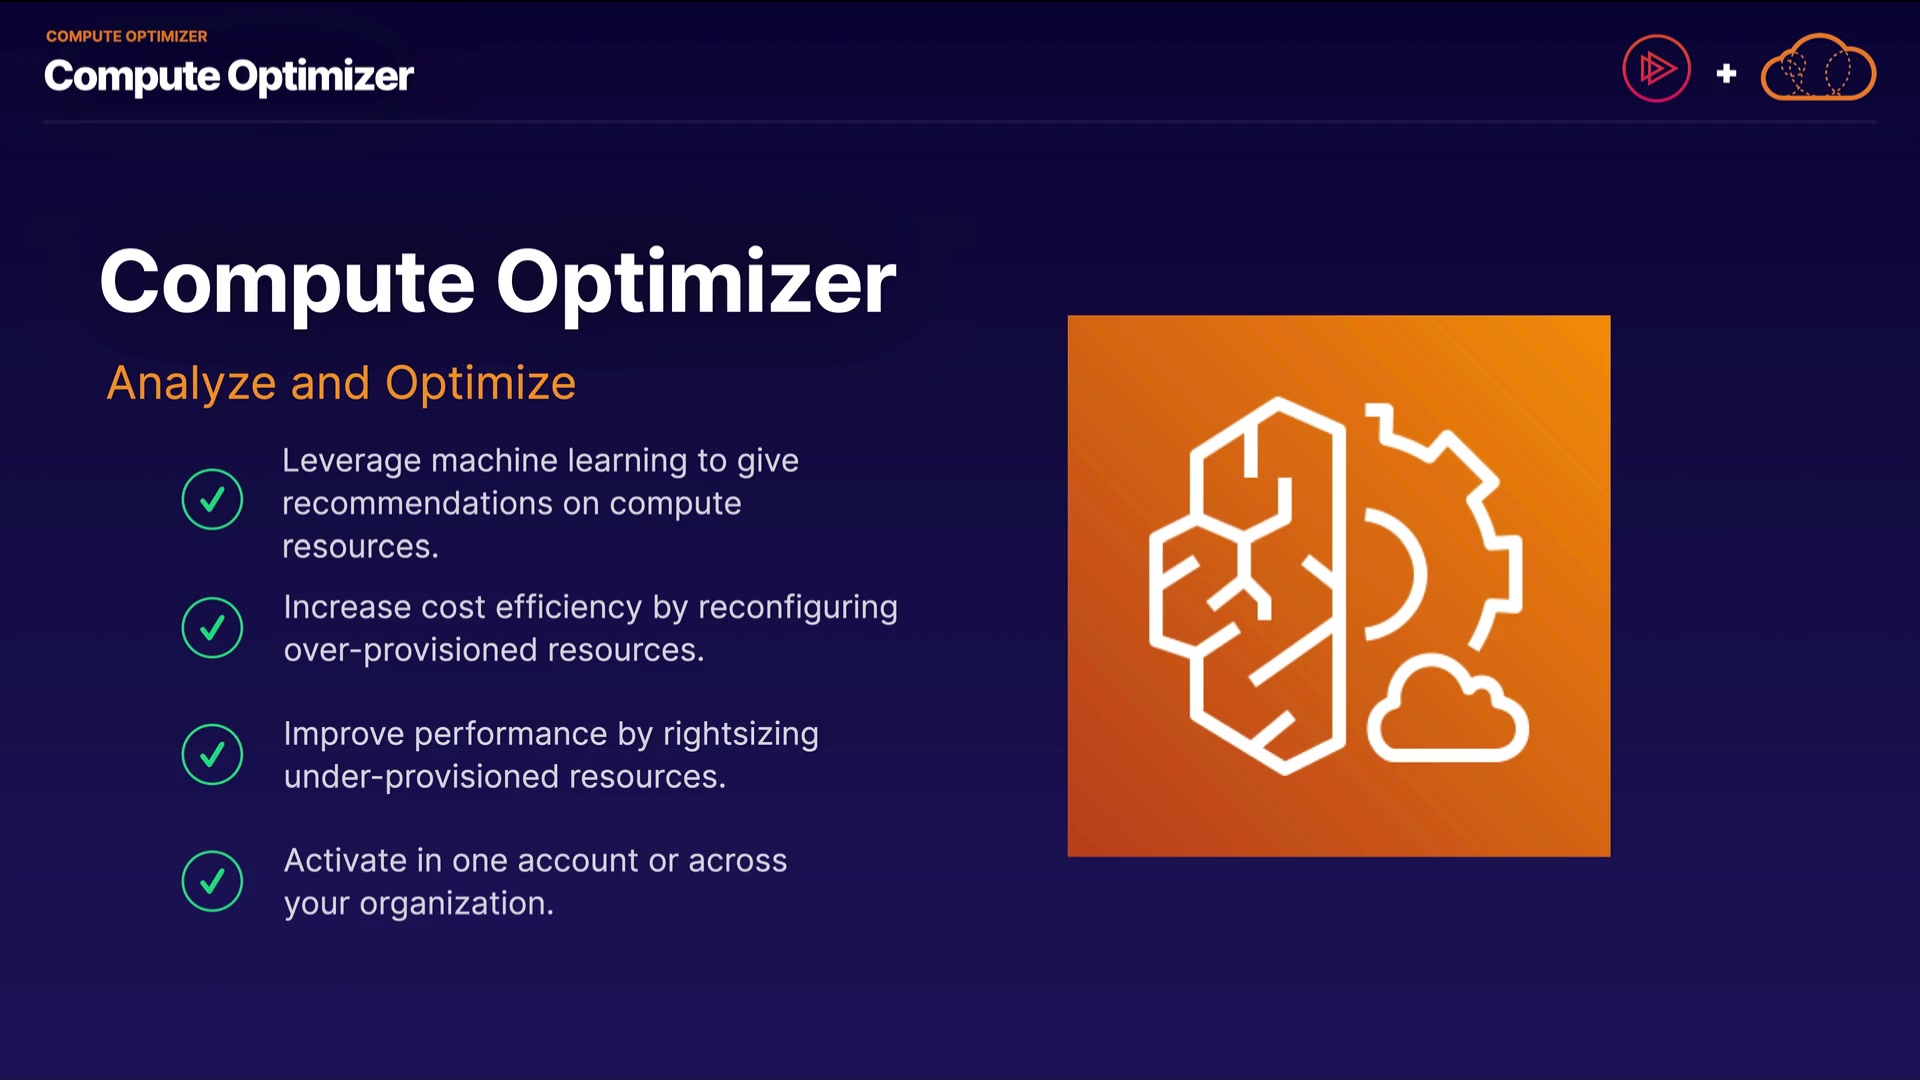 COMPUTE OPTIMIZER
Compute Optimizer
Compute Optimizer
Analyze and Optimize
Leverage machine learning to give
recommendations on compute
resources.
Increase cost efficiency by reconfiguring
over-provisioned resources.
Improve performance by rightsizing
under-provisioned resources.
Activate in one account or across
your organization.